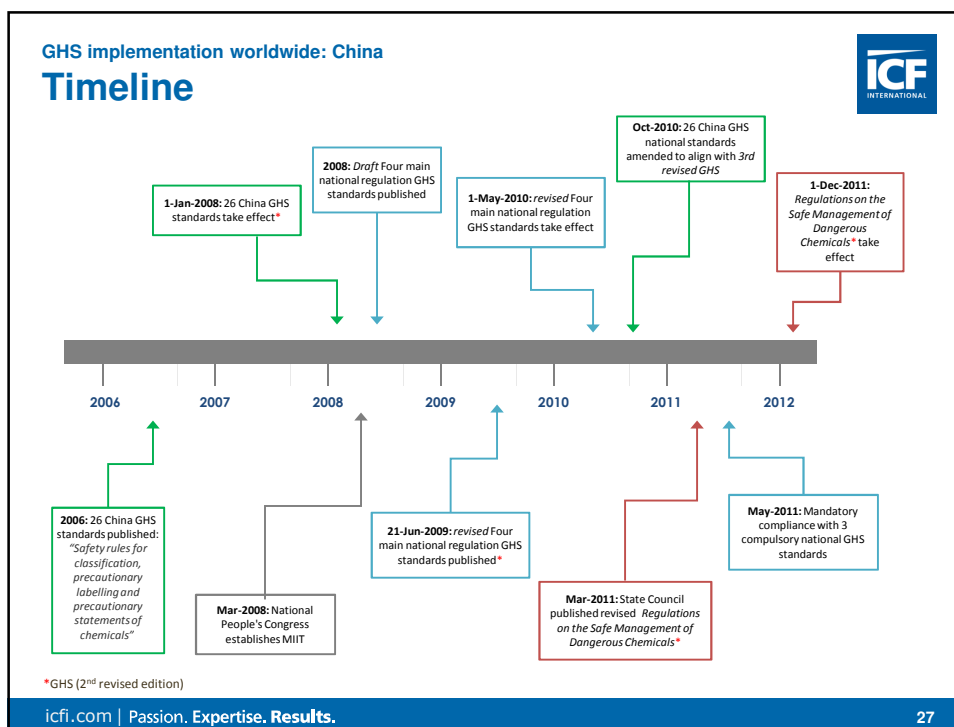 GHS implementation worldwide: China
Timeline
ICF
INTERNATIONAL
Oct-2010: 26 China GHS
national standards
amended to align with 3rd
revised GHS
2008: Draft Four main
national regulation GHS
standards published
1-Jan-2008: 26 China GHS
standards take effect*
1-May-2010: revised Four
main national regulation
GHS standards take effect
1-Dec-2011:
Regulations on the
Safe Management of
Dangerous
Chemicals* take
effect
2006
2007
2008
2009
2010
2011
2012
2006: 26 China GHS
standards published:
"Safety rules for
classification,
precautionary
labelling and
precautionary
statements of
chemicals"
Mar-2008: National
People's Congress
establishes MIIT
21-Jun-2009: revised Four
main national regulation GHS
standards published*
Mar-2011: State Council
published revised Regulations
on the Safe Management of
Dangerous Chemicals*
May-2011: Mandatory
compliance with 3
compulsory national GHS
standards
*GHS (2nd revised edition)
icfi.com | Passion. Expertise. Results.
27